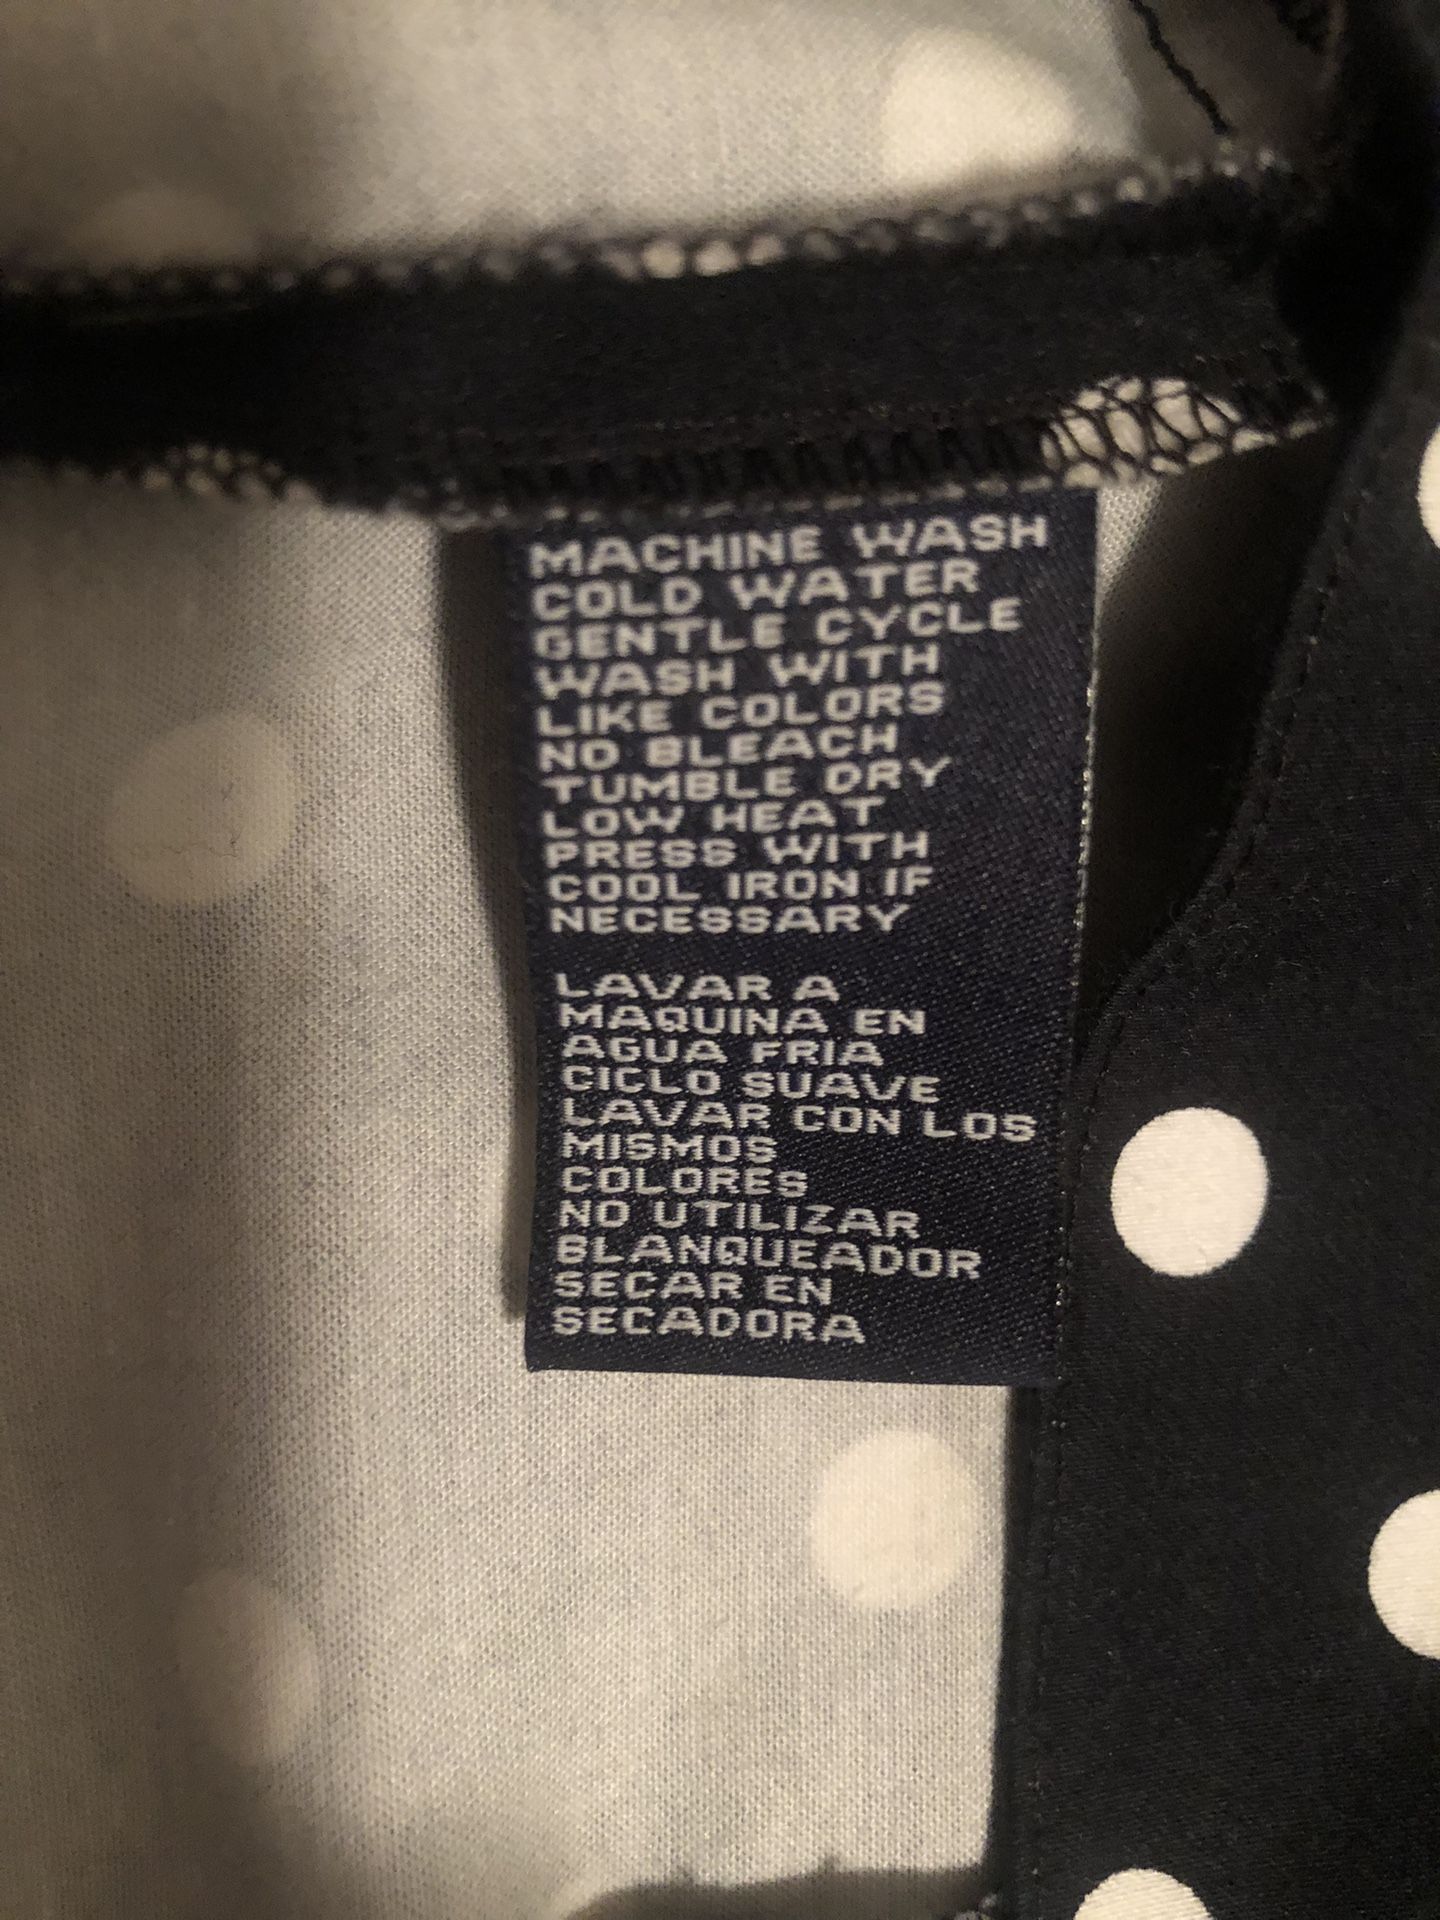 MACHINE WASH
COLD WATER
GENTLE CYCLE
WASH WITH
LIKE COLORS
NO BLEACH
TUMBLE DRY
LOW HEAT
PRESS WITH
COOL IRON IF
NECESSARY
LAVAR A
MAQUINA EN
AGUA FRIA
CICLO SUAVE
LAVAR CON LOS
MISMOS
COLORES
NO UTILIZAR
BLANQUEADOR
SECAR EN
SECADORA